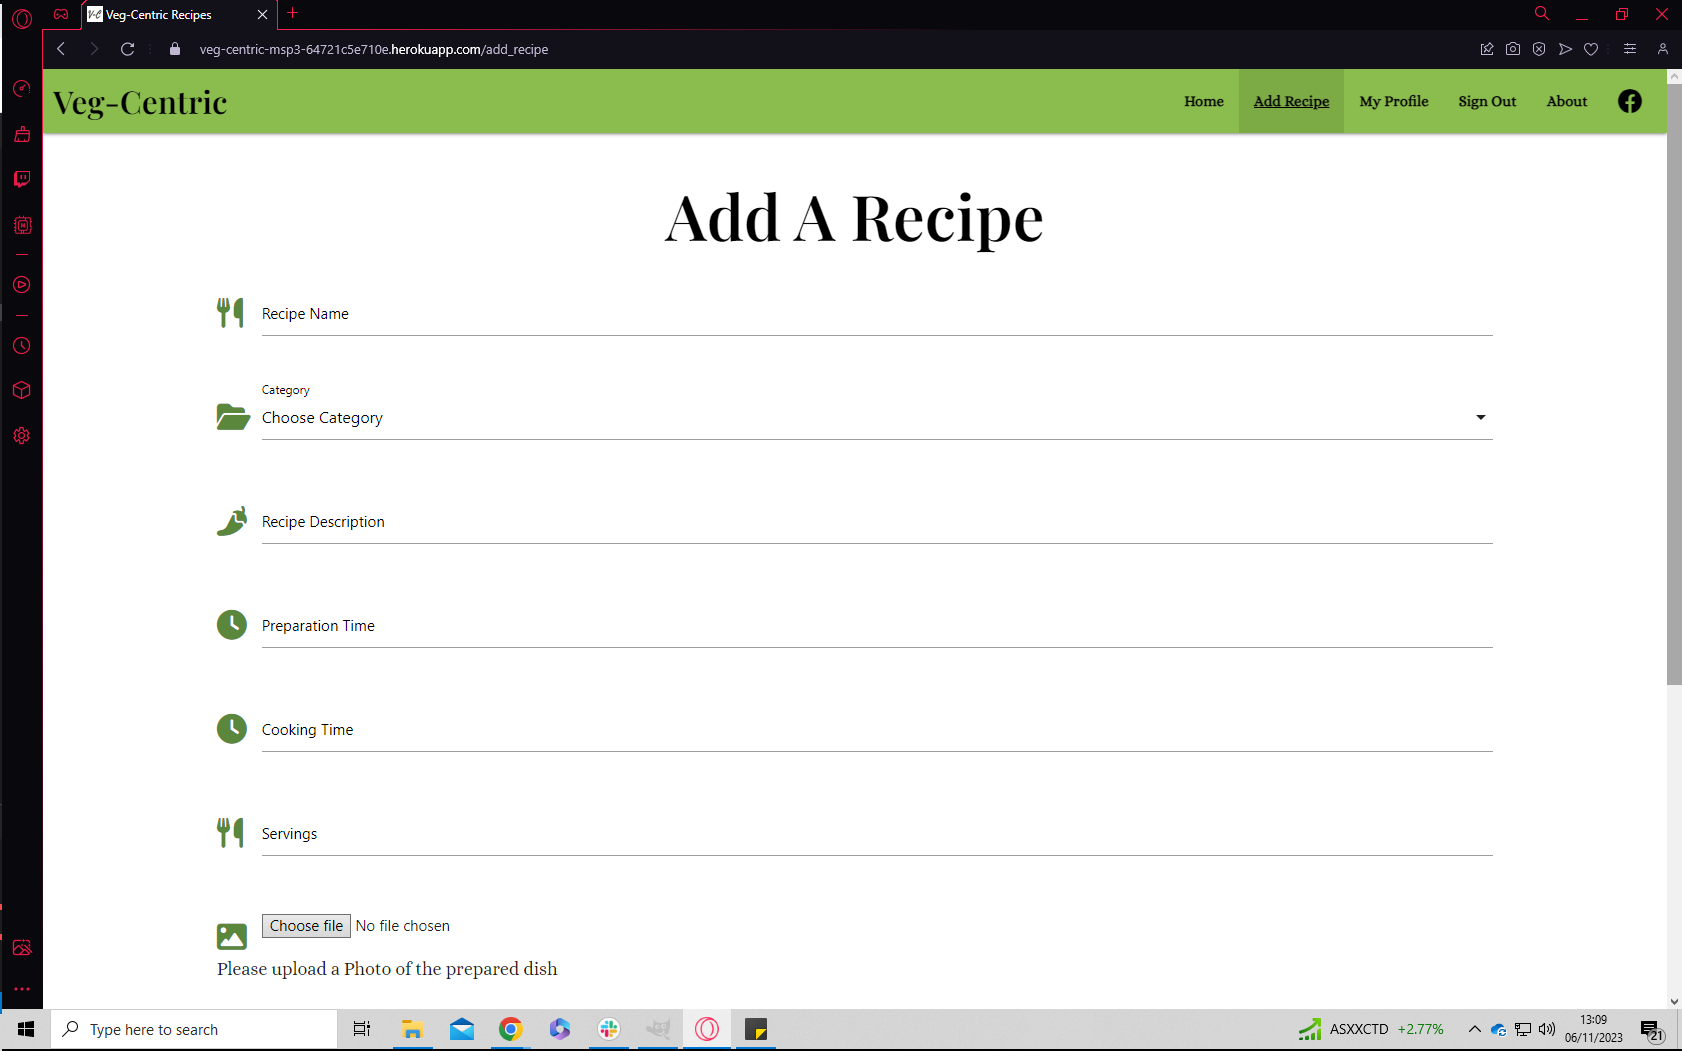 Veg-Centric Recipes
veg-centric-msp3-64721c5e710e.herokuapp.com/add_recipe
Veg-Centric
Home
Add Recipe
My Profile
Sign Out
About
Add A Recipe
Recipe Name
Category
Choose Category
Recipe Description
Preparation Time
Cooking Time
Servings
Choose file No file chosen
Please upload a Photo of the prepared dish
Type here to search
ASXXCTD +2.77%
13:09
06/11/2023
21